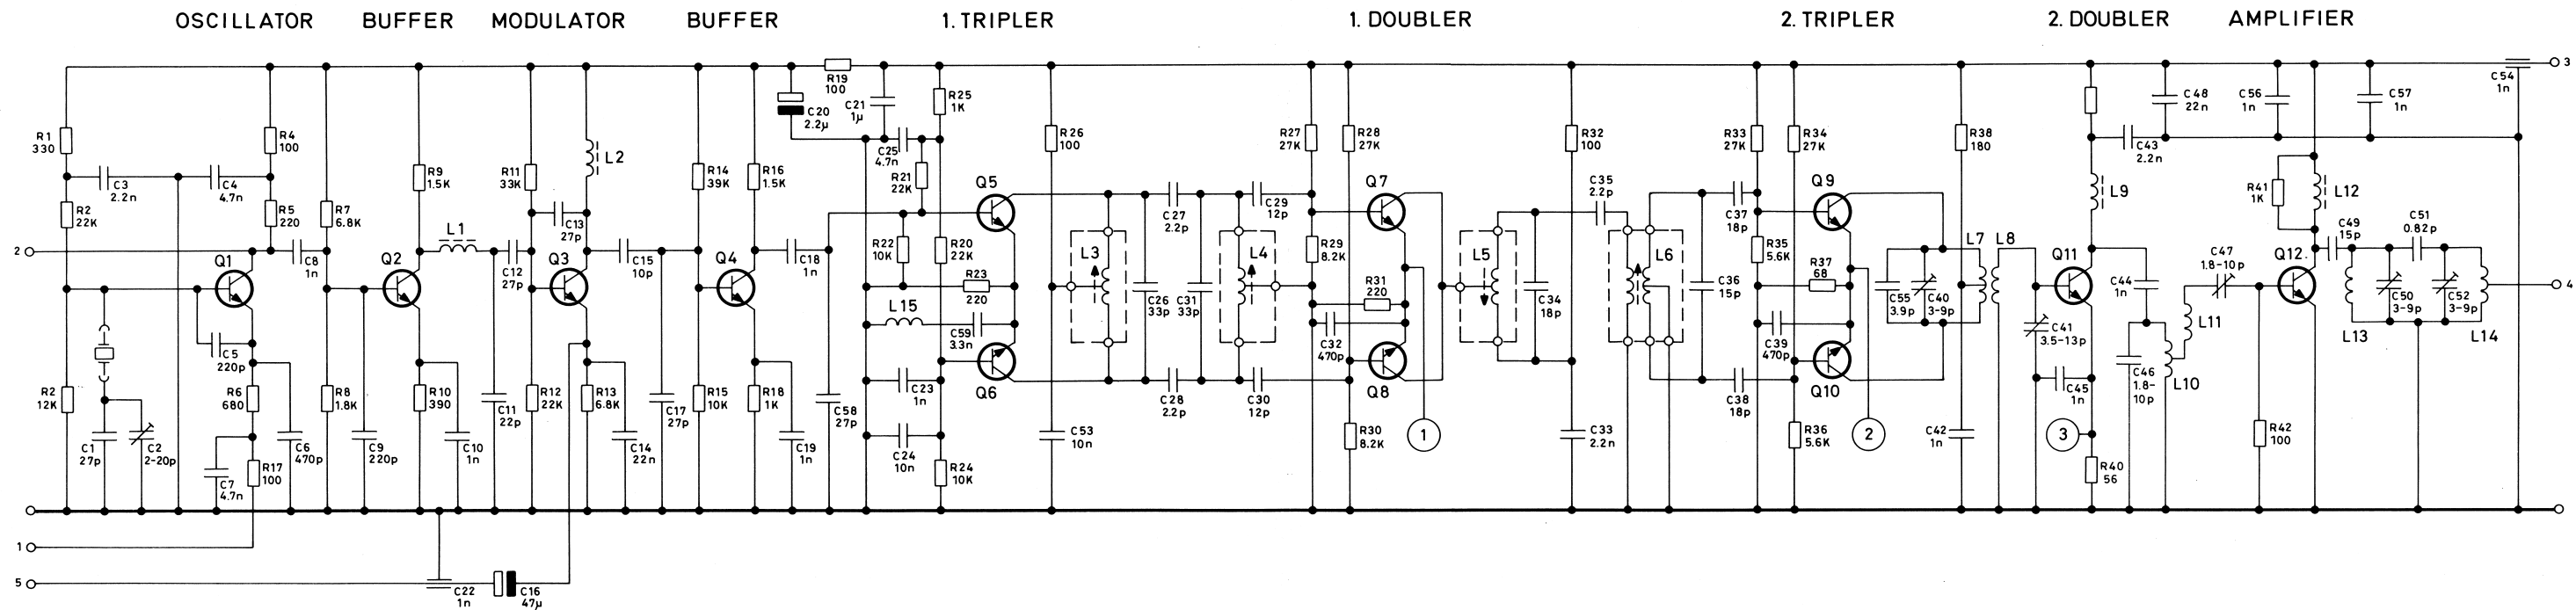 OSCILLATOR BUFFER MODULATOR BUFFER 1. TRIPLER 1. DOUBLER 2. TRIPLER 2. DOUBLER AMPLIFIER
R1
330
C3
2.2n
R2
22K
2
R2
12K
C1
27p
C2
2-20p
C4
4.7n
R4
100
R5
220
C8
1n
Q1
C5
220p
R6
680
C7
4.7n
R17
100
C6
470p
R7
6.8K
R8
1.8K
C9
220p
Q2
R9
1.5K
L1
R10
390
C10
1n
C11
22p
C12
27p
R11
33K
C13
27p
L2
Q3
R12
22K
R13
6.8K
C14
22n
C15
10p
C17
27p
R14
39K
R16
1.5K
Q4
R15
10K
R18
1K
C18
1n
C19
1n
C58
27p
1
5
C22
1n
C16
47µ
R19
100
C20
2.2µ
C21
1µ
R25
1K
C25
4.7n
R21
22K
R22
10K
R20
22K
R23
220
L15
C59
3.3n
C23
1n
C24
10n
R24
10K
Q5
Q6
R26
100
C53
10n
L3
C26
33p
C27
2.2p
C28
2.2p
C31
33p
L4
C29
12p
C30
12p
R27
27K
R28
27K
R29
8.2K
R31
220
C32
470p
R30
8.2K
Q7
Q8
1
L5
C34
18p
R32
100
C33
2.2n
C35
2.2p
L6
C36
15p
C37
18p
C38
18p
R33
27K
R34
27K
R35
5.6K
R37
68
C39
470p
R36
5.6K
Q9
Q10
2
C55
3.9p
C40
3-9p
L7
L8
R38
180
C42
1n
Q11
C41
3.5-13p
C45
1n
3
R40
56
L9
C43
2.2n
C48
22n
C44
1n
C46
1.8-
10p
L10
L11
C47
1.8-10p
C56
1n
R41
1K
L12
Q12.
R42
100
C57
1n
C49
15p
C51
0.82p
C50
3-9p
C52
3-9p
L13
L14
C54
1n
3
4